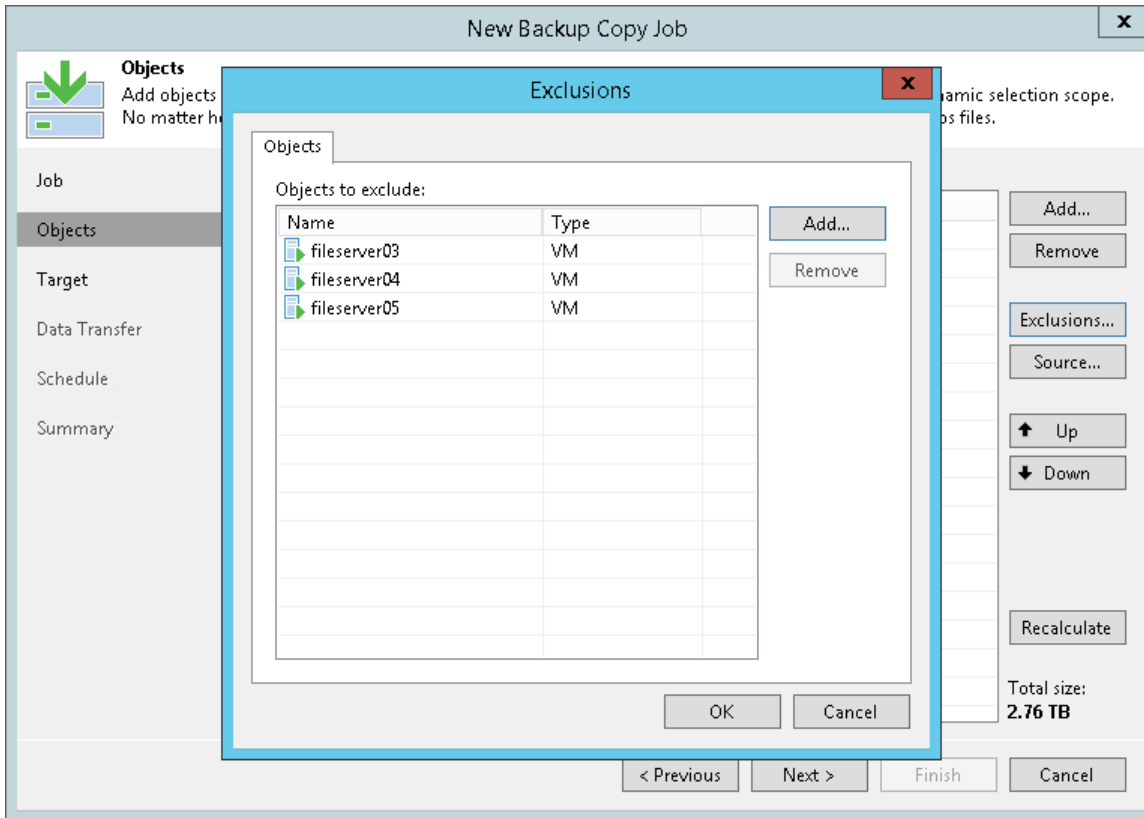 New Backup Copy Job
x
Objects
Add objects
No matter h
amic selection scope.
os files.
Job
Objects
Target
Data Transfer
Schedule
Summary
Exclusions
x
Objects
Objects to exclude:
Name Type
fileserver03 VM
fileserver04 VM
fileserver05 VM
Add...
Remove
OK Cancel
Add...
Remove
Exclusions...
Source...
Up
Down
Recalculate
Total size:
2.76 TB
< Previous Next > Finish Cancel